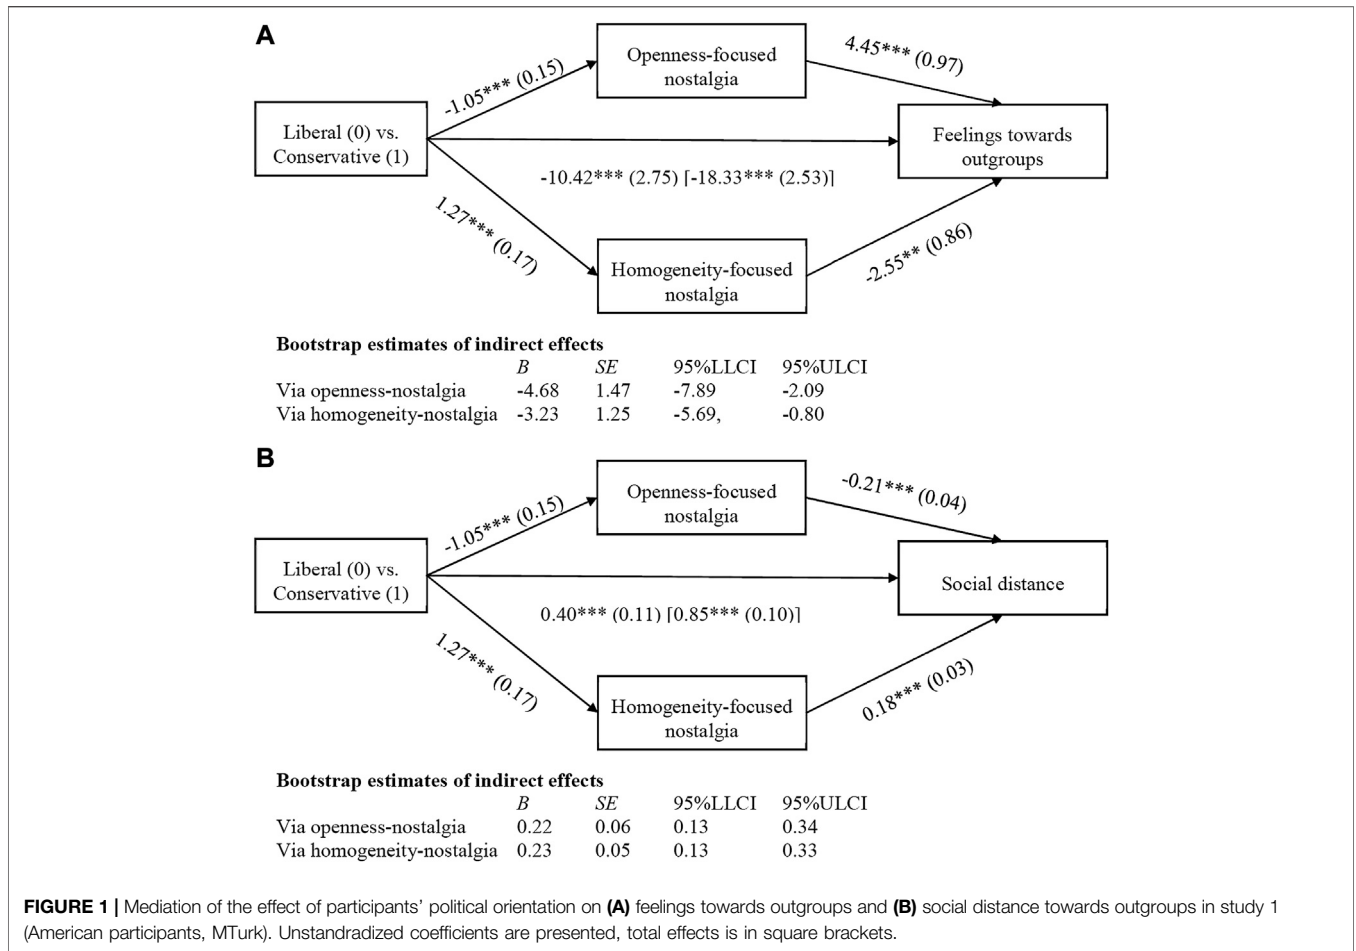 A
Openness-focused
nostalgia
4.45*** (0.97)
-1.05*** (0.15)
Liberal (0) vs.
Conservative (1)
Feelings towards
outgroups
-10.42*** (2.75) ⌈-18.33*** (2.53)⌉
1.27*** (0.17)
Homogeneity-focused
nostalgia
-2.55** (0.86)
Bootstrap estimates of indirect effects
B SE 95%LLCI 95%ULCI
Via openness-nostalgia -4.68 1.47 -7.89 -2.09
Via homogeneity-nostalgia -3.23 1.25 -5.69, -0.80
B
Openness-focused
nostalgia
-0.21*** (0.04)
-1.05*** (0.15)
Liberal (0) vs.
Conservative (1)
Social distance
0.40*** (0.11) ⌈0.85*** (0.10)⌉
1.27*** (0.17)
Homogeneity-focused
nostalgia
0.18*** (0.03)
Bootstrap estimates of indirect effects
B SE 95%LLCI 95%ULCI
Via openness-nostalgia 0.22 0.06 0.13 0.34
Via homogeneity-nostalgia 0.23 0.05 0.13 0.33
FIGURE 1 | Mediation of the effect of participants' political orientation on (A) feelings towards outgroups and (B) social distance towards outgroups in study 1
(American participants, MTurk). Unstandradized coefficients are presented, total effects is in square brackets.